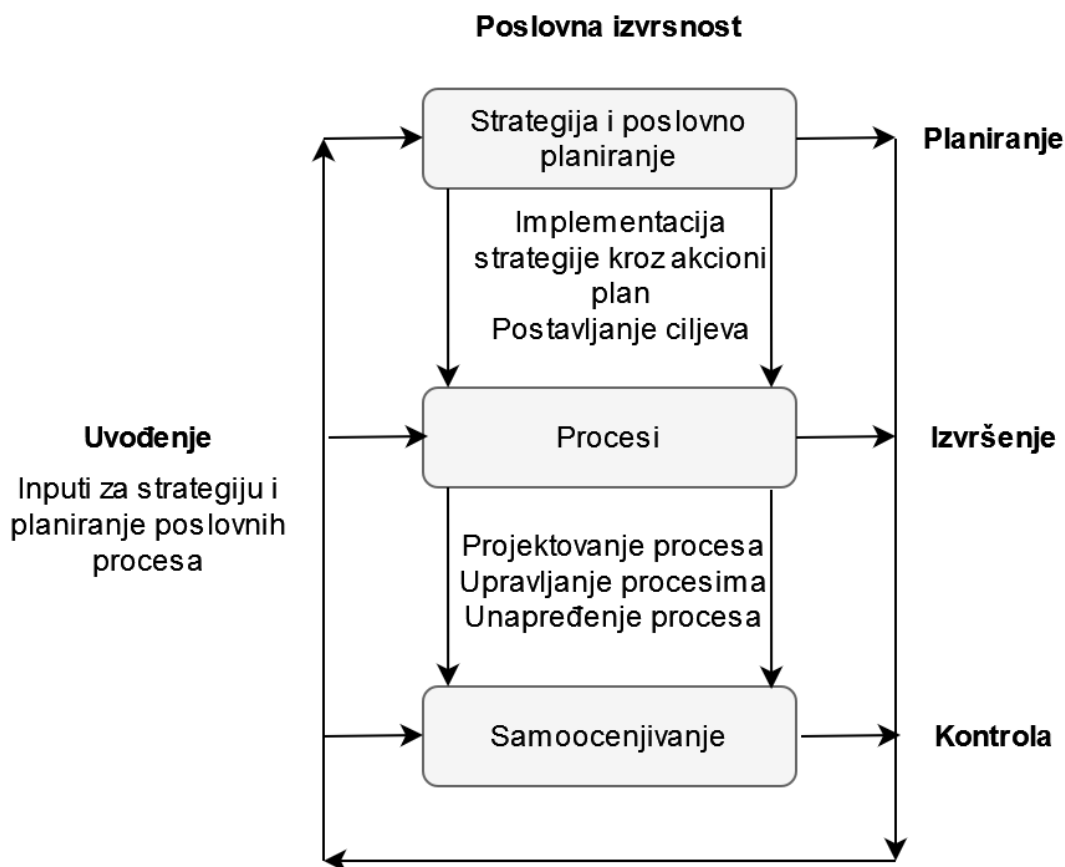 Poslovna izvrsnost
Strategija i poslovno
planiranje
Planiranje
Implementacija
strategije kroz akcioni
plan
Postavljanje ciljeva
Uvođenje
Inputi za strategiju i
planiranje poslovnih
procesa
Procesi
Izvršenje
Projektovanje procesa
Upravljanje procesima
Unapređenje procesa
Samoocenjivanje
Kontrola